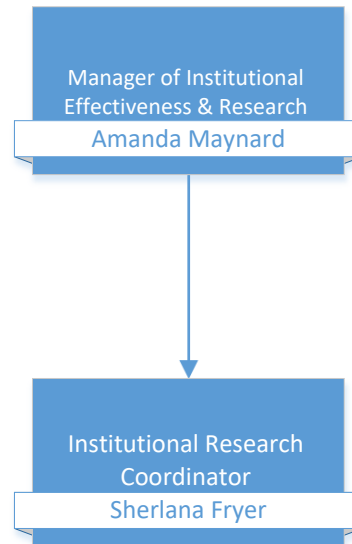 Manager of Institutional
Effectiveness & Research
Amanda Maynard
Institutional Research
Coordinator
Sherlana Fryer